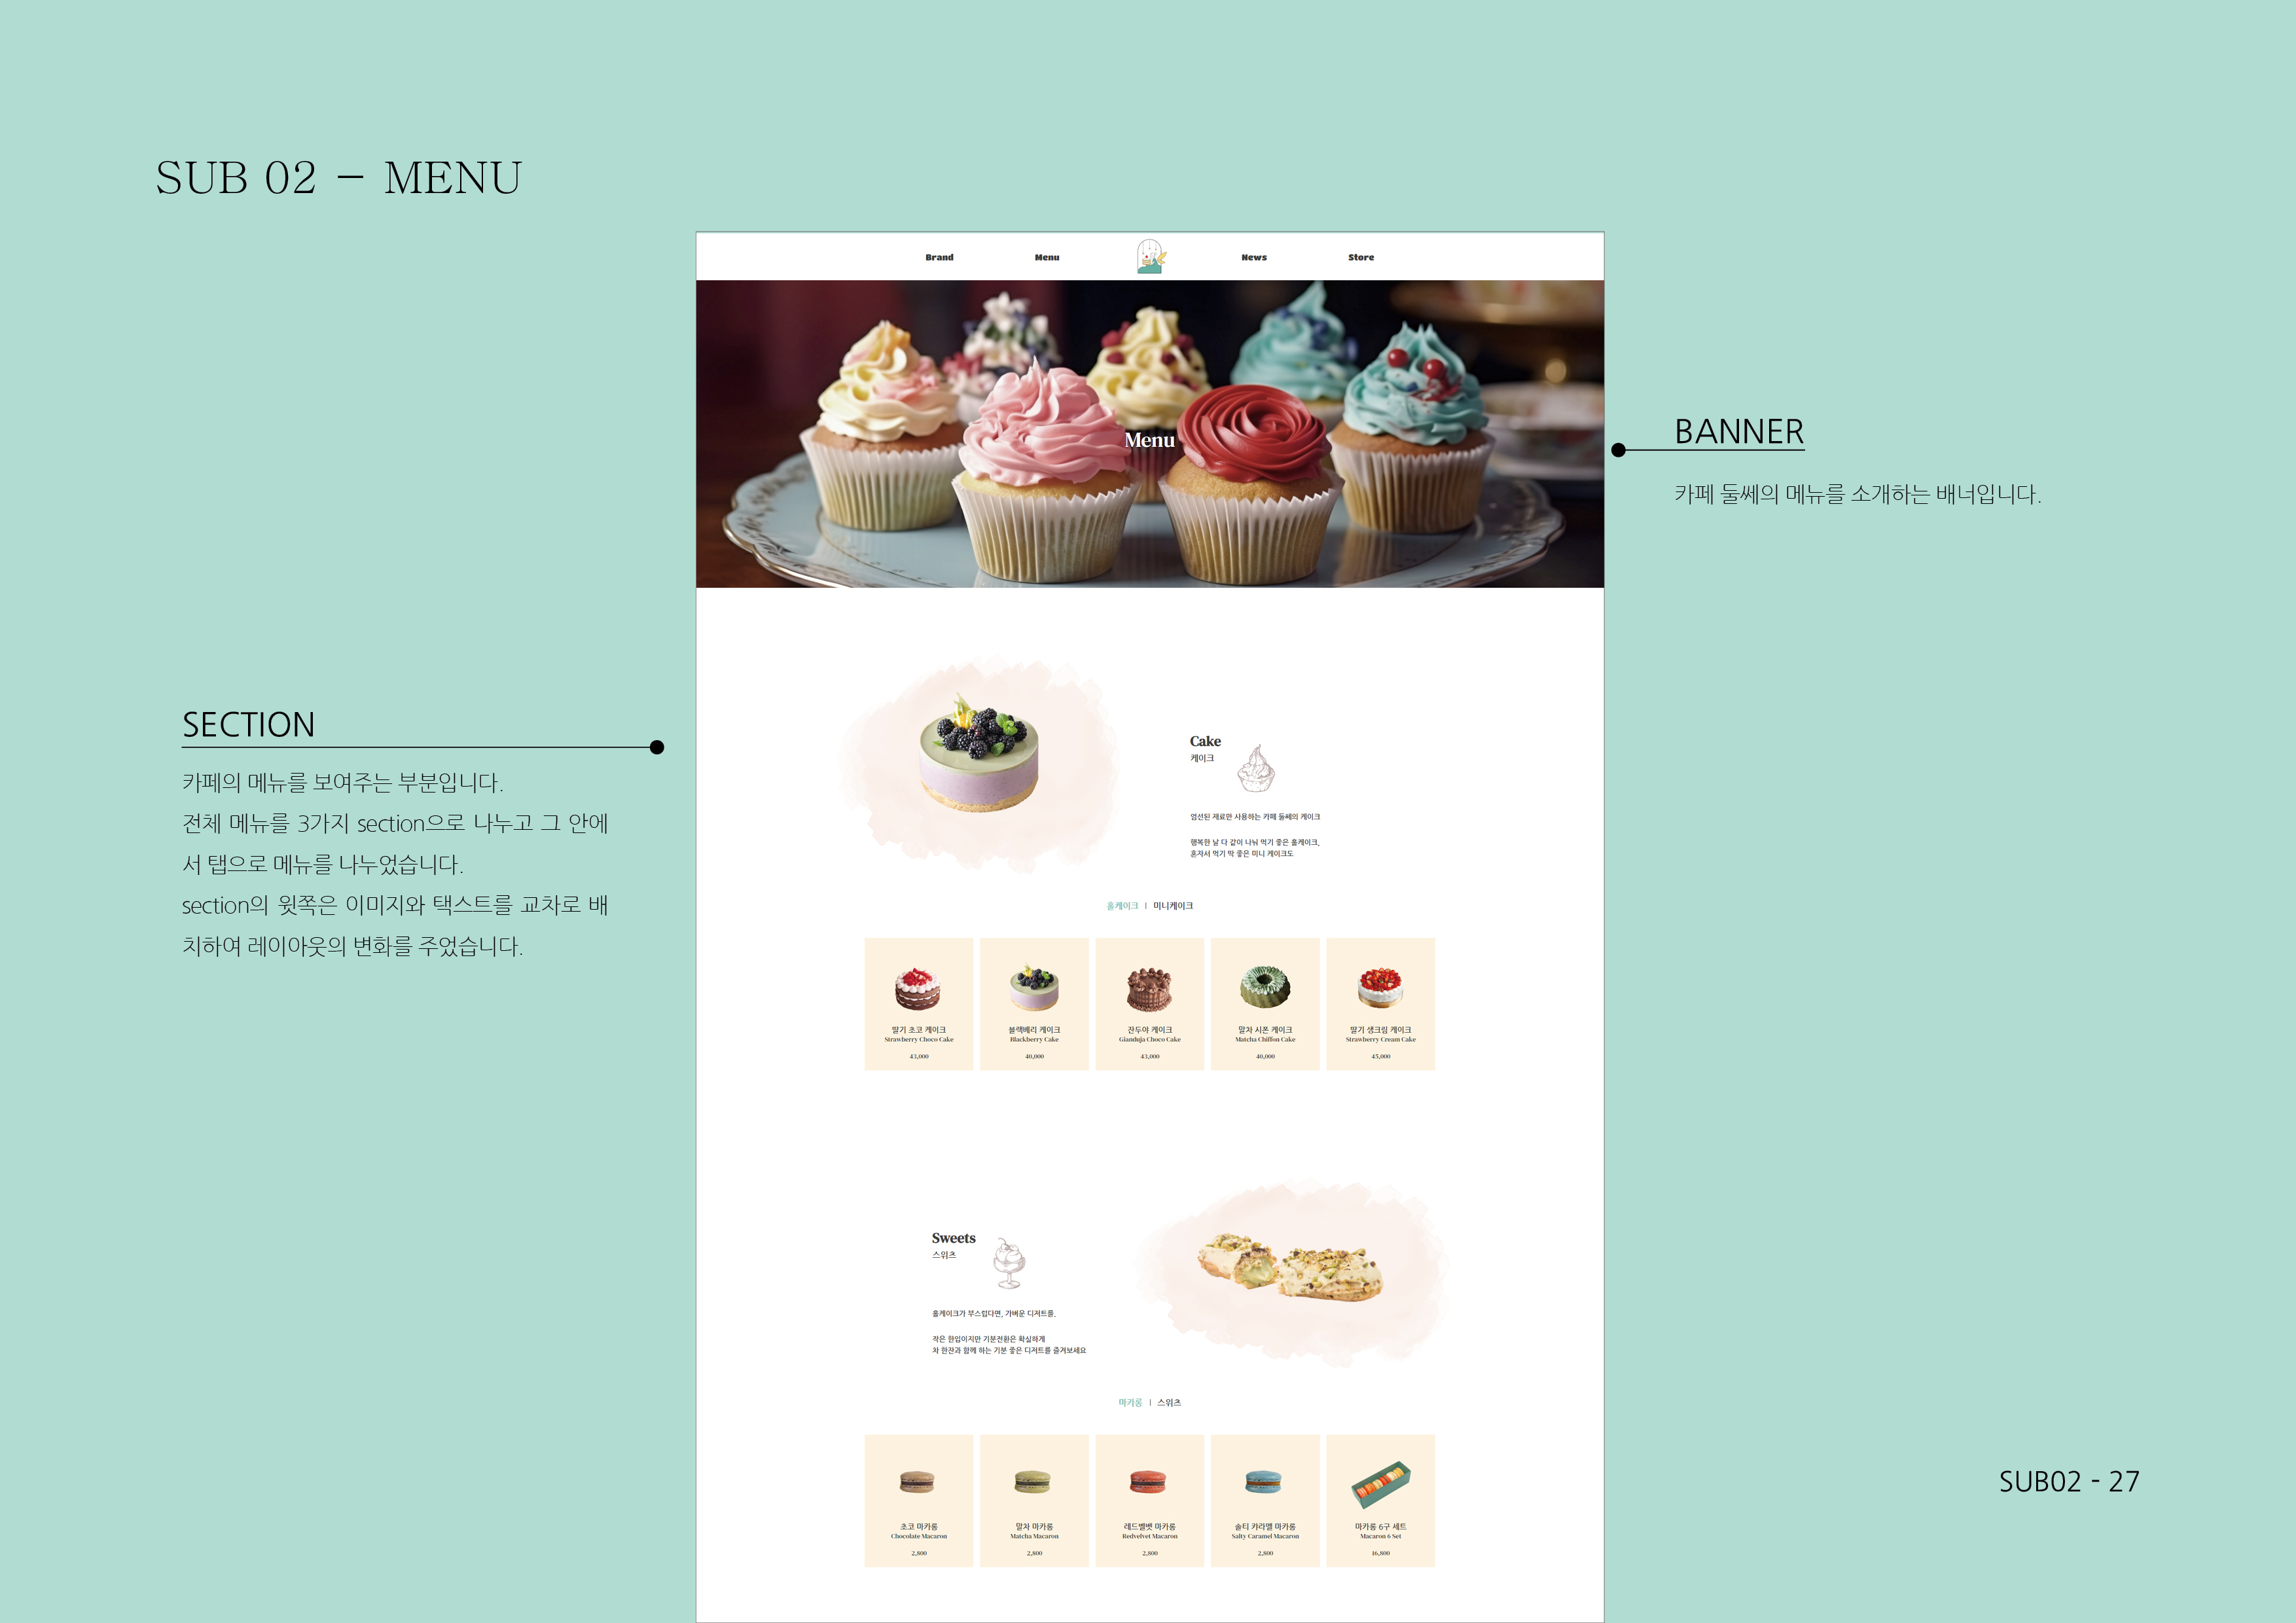 SUB 02 - MENU
Brand
Menu
News
Store
Menu
BANNER
카페 둘쎄의 메뉴를 소개하는 배너입니다.
SECTION
카페의 메뉴를 보여주는 부분입니다.
전체 메뉴를 3가지 section으로 나누고 그 안에
서 탭으로 메뉴를 나누었습니다.
section의 윗쪽은 이미지와 택스트를 교차로 배
치하여 레이아웃의 변화를 주었습니다.
Cake
케이크
엄선된 재료만 사용하는 카페 둘쎄의 케이크
행복한 날 다 같이 나눠 먹기 좋은 홀케이크,
혼자서 먹기 딱 좋은 미니 케이크도
홀케이크 | 미니케이크
딸기 초코 케이크
Strawberry Choco Cake
43,000
블랙베리 케이크
Blackberry Cake
40,000
잔두야 케이크
Gianduja Choco Cake
43,000
말차 시폰 케이크
Matcha Chiffon Cake
40,000
딸기 생크림 케이크
Strawberry Cream Cake
45,000
Sweets
스위츠
홀케이크가 부스럽다면, 가벼운 디저트를.
작은 한입이지만 기분전환은 확실하게
차 한잔과 함께 하는 기분 좋은 디저트를 즐겨보세요
마카롱 | 스위츠
초코 마카롱
Chocolate Macaron
2,800
말차 마카롱
Matcha Macaron
2,800
레드벨벳 마카롱
Redvelvet Macaron
2,800
솔티 카라멜 마카롱
Salty Caramel Macaron
2,800
마카롱 6구 세트
Macaron 6 Set
16,800
SUB02 - 27